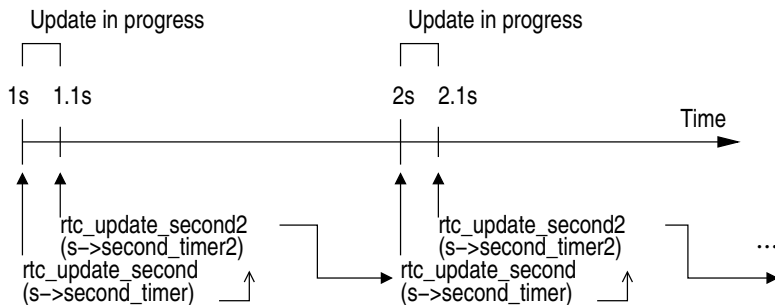 Update in progress
Update in progress
1s
1.1s
2s
2.1s
Time
rtc_update_second2
(s->second_timer2)
rtc_update_second
(s->second_timer)
rtc_update_second2
(s->second_timer2)
rtc_update_second
(s->second_timer)
...